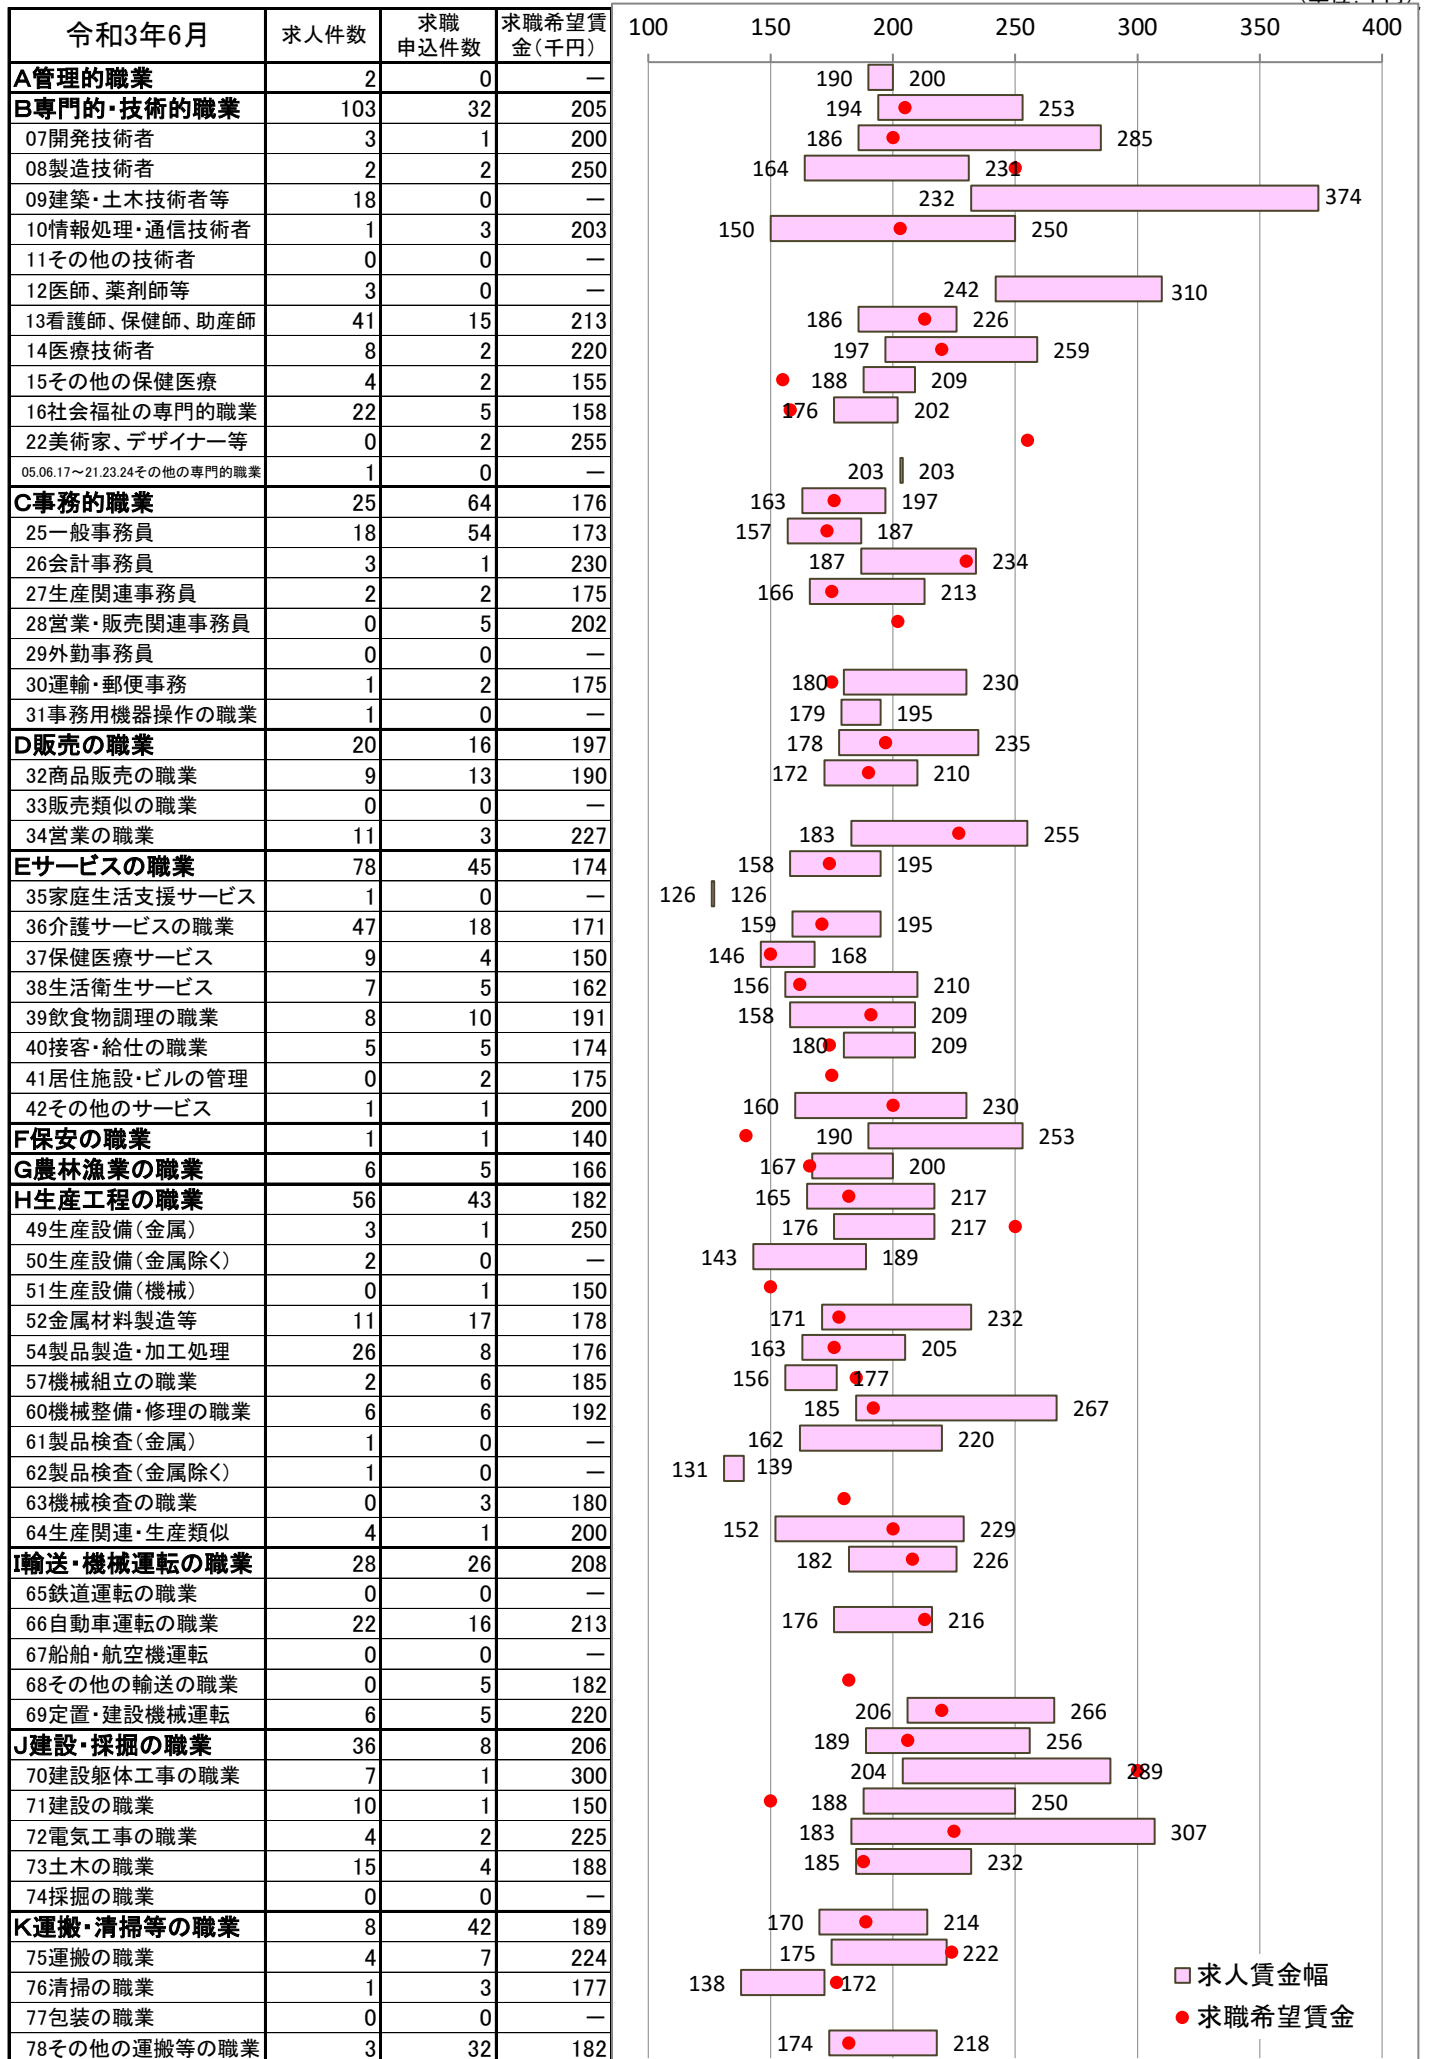 令和3年6月 求人件数 求職申込件数 求職希望賃金(千円) 100 150 200 250 300 350 400
A管理的職業 2 0 ― 190 200
B専門的・技術的職業 103 32 205 194 253
07開発技術者 3 1 200 186 285
08製造技術者 2 2 250 164 231
09建築・土木技術者等 18 0 ― 232 374
10情報処理・通信技術者 1 3 203 150 250
11その他の技術者 0 0 ―
12医師、薬剤師等 3 0 ― 242 310
13看護師、保健師、助産師 41 15 213 186 226
14医療技術者 8 2 220 197 259
15その他の保健医療 4 2 155 188 209
16社会福祉の専門的職業 22 5 158 176 202
22美術家、デザイナー等 0 2 255
05.06.17～21.23.24その他の専門的職業 1 0 ― 203 203
C事務的職業 25 64 176 163 197
25一般事務員 18 54 173 157 187
26会計事務員 3 1 230 187 234
27生産関連事務員 2 2 175 166 213
28営業・販売関連事務員 0 5 202
29外勤事務員 0 0 ―
30運輸・郵便事務 1 2 175 180 230
31事務用機器操作の職業 1 0 ― 179 195
D販売の職業 20 16 197 178 235
32商品販売の職業 9 13 190 172 210
33販売類似の職業 0 0 ―
34営業の職業 11 3 227 183 255
Eサービスの職業 78 45 174 158 195
35家庭生活支援サービス 1 0 ― 126 126
36介護サービスの職業 47 18 171 159 195
37保健医療サービス 9 4 150 146 168
38生活衛生サービス 7 5 162 156 210
39飲食物調理の職業 8 10 191 158 209
40接客・給仕の職業 5 5 174 180 209
41居住施設・ビルの管理 0 2 175
42その他のサービス 1 1 200 160 230
F保安の職業 1 1 140 190 253
G農林漁業の職業 6 5 166 167 200
H生産工程の職業 56 43 182 165 217
49生産設備(金属) 3 1 250 176 217
50生産設備(金属除く) 2 0 ― 143 189
51生産設備(機械) 0 1 150
52金属材料製造等 11 17 178 171 232
54製品製造・加工処理 26 8 176 163 205
57機械組立の職業 2 6 185 156 177
60機械整備・修理の職業 6 6 192 185 267
61製品検査(金属) 1 0 ― 162 220
62製品検査(金属除く) 1 0 ― 131 139
63機械検査の職業 0 3 180
64生産関連・生産類似 4 1 200 152 229
I輸送・機械運転の職業 28 26 208 182 226
65鉄道運転の職業 0 0 ―
66自動車運転の職業 22 16 213 176 216
67船舶・航空機運転 0 0 ―
68その他の輸送の職業 0 5 182
69定置・建設機械運転 6 5 220 206 266
J建設・採掘の職業 36 8 206 189 256
70建設躯体工事の職業 7 1 300 204 289
71建設の職業 10 1 150 188 250
72電気工事の職業 4 2 225 183 307
73土木の職業 15 4 188 185 232
74採掘の職業 0 0 ―
K運搬・清掃等の職業 8 42 189 170 214
75運搬の職業 4 7 224 175 222
76清掃の職業 1 3 177 138 172
77包装の職業 0 0 ―
78その他の運搬等の職業 3 32 182 174 218
求人賃金幅
求職希望賃金